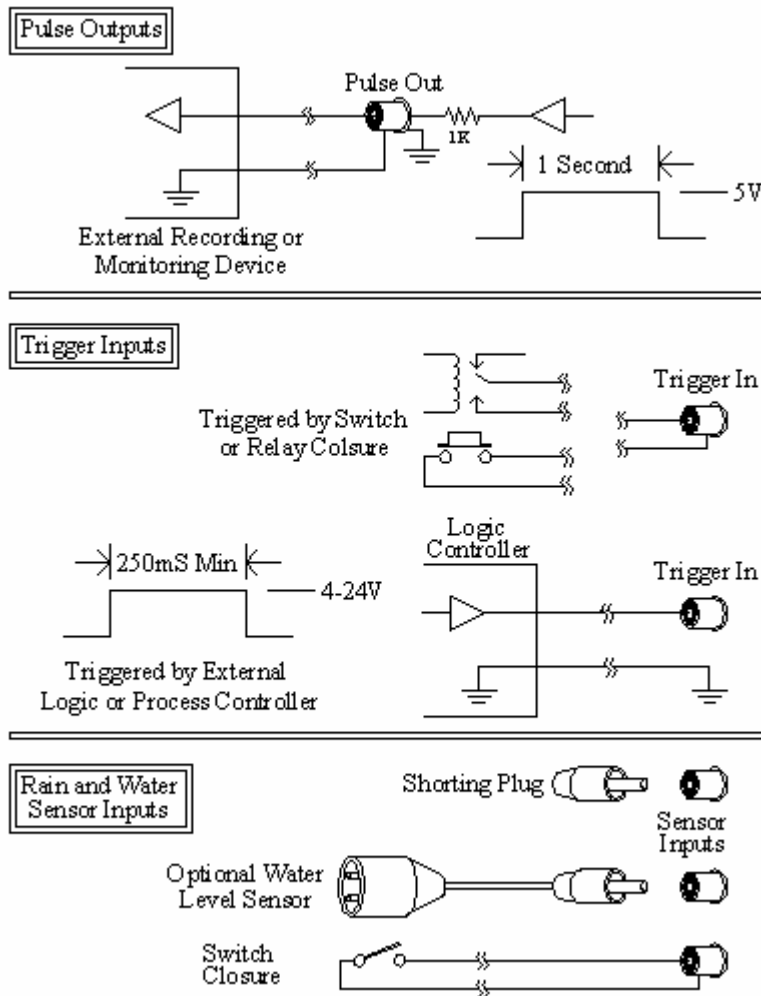 Pulse Outputs
Pulse Out
1K
1 Second
5V
External Recording or
Monitoring Device
Trigger Inputs
Trigger In
Triggered by Switch
or Relay Colsure
Logic
Controller
250mS Min
4-24V
Trigger In
Triggered by External
Logic or Process Controller
Rain and Water
Sensor Inputs
Shorting Plug
Sensor
Inputs
Optional Water
Level Sensor
Switch
Closure